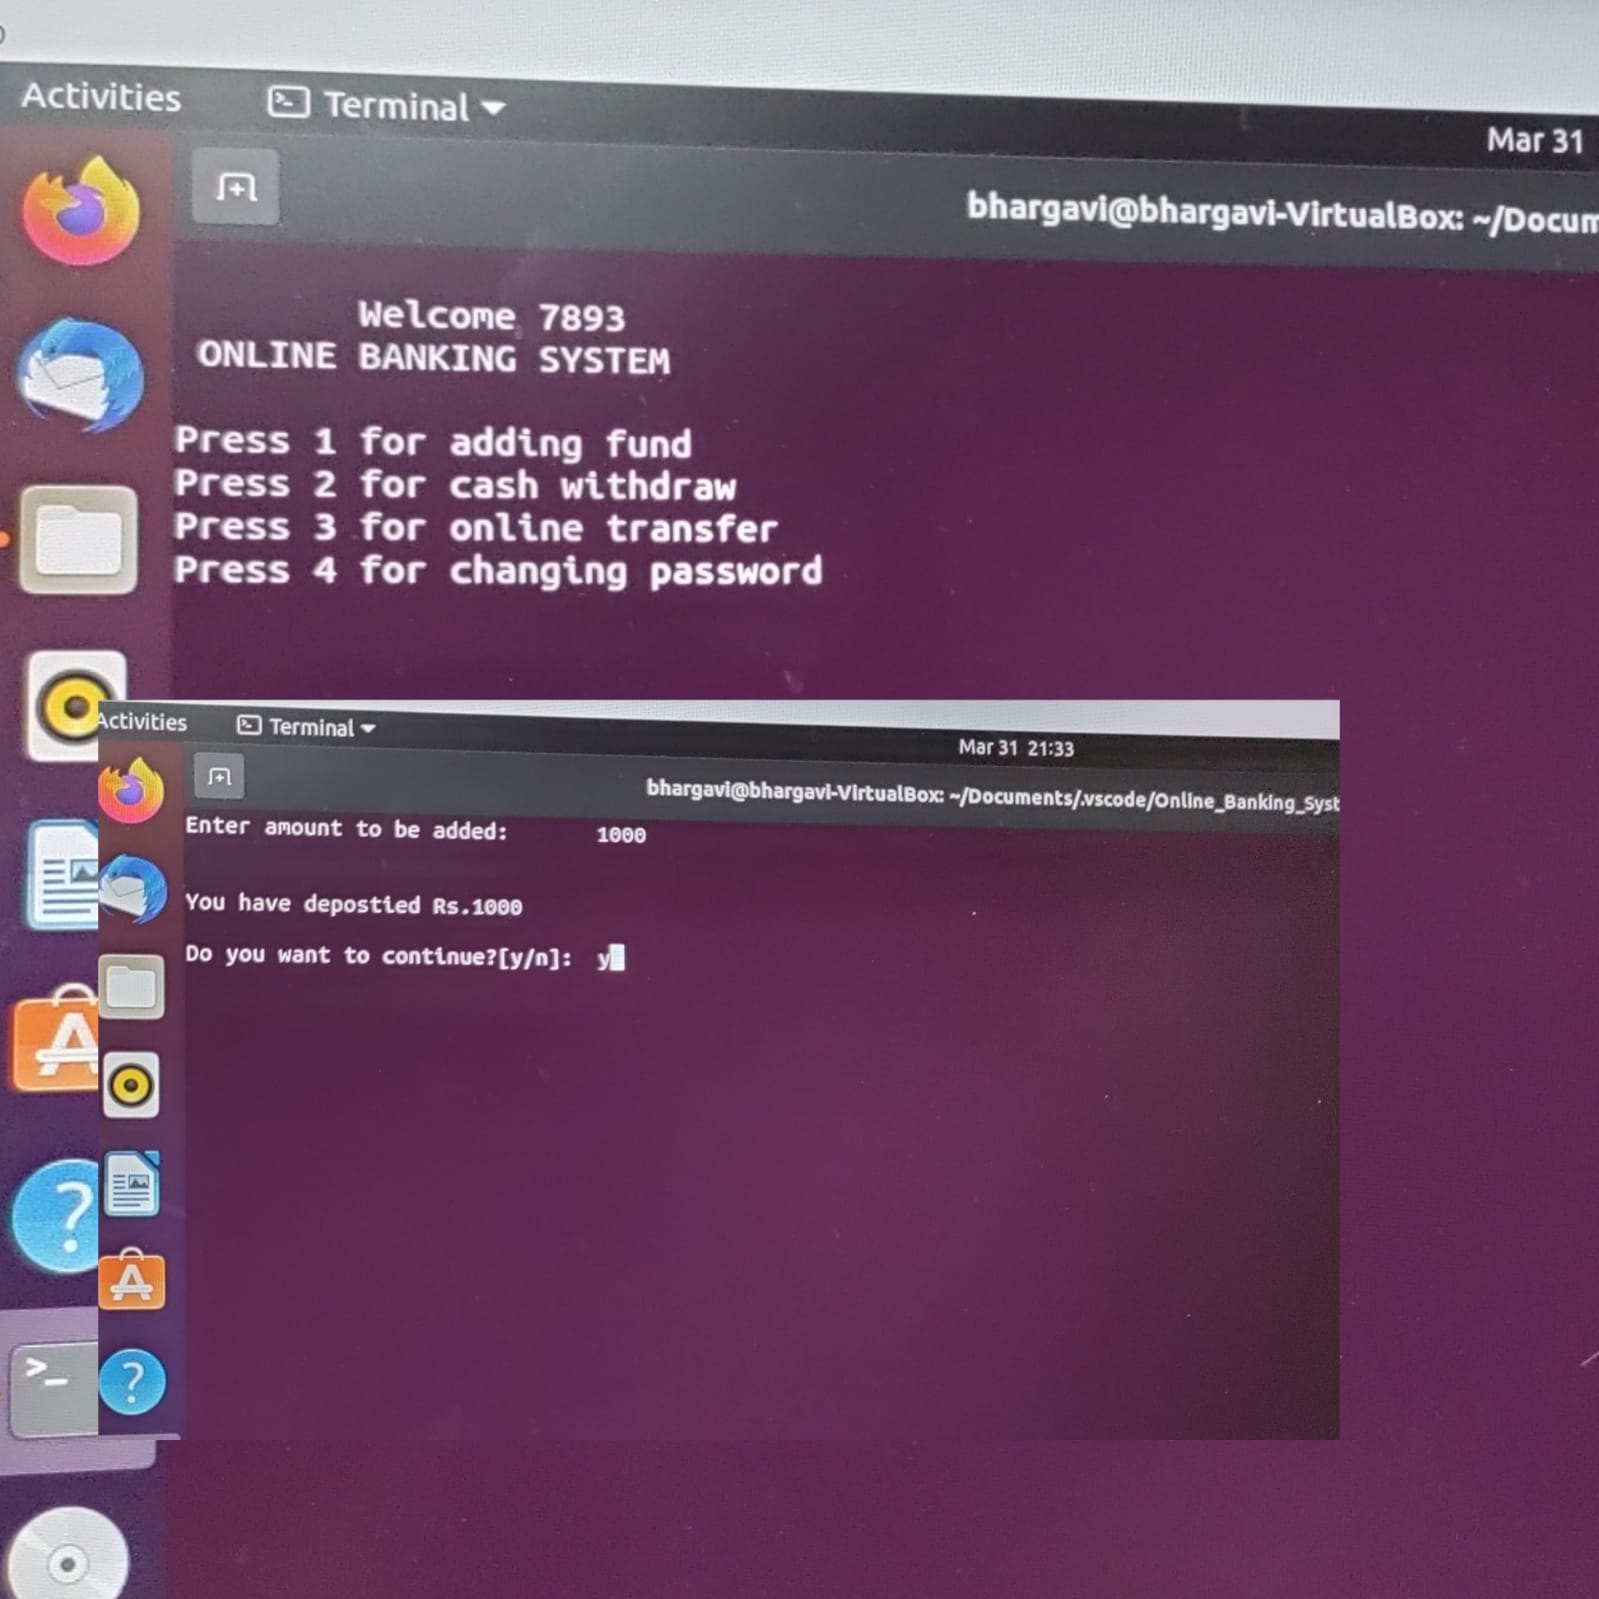 Activities Terminal Mar 31
bhargavi@bhargavi-VirtualBox: ~/Docum
Welcome 7893
ONLINE BANKING SYSTEM
Press 1 for adding fund
Press 2 for cash withdraw
Press 3 for online transfer
Press 4 for changing password
Activities Terminal Mar 31 21:33
bhargavi@bhargavi-VirtualBox: ~/Documents/.vscode/Online_Banking_Syst
Enter amount to be added: 1000
You have depostied Rs.1000
Do you want to continue?[y/n]: y